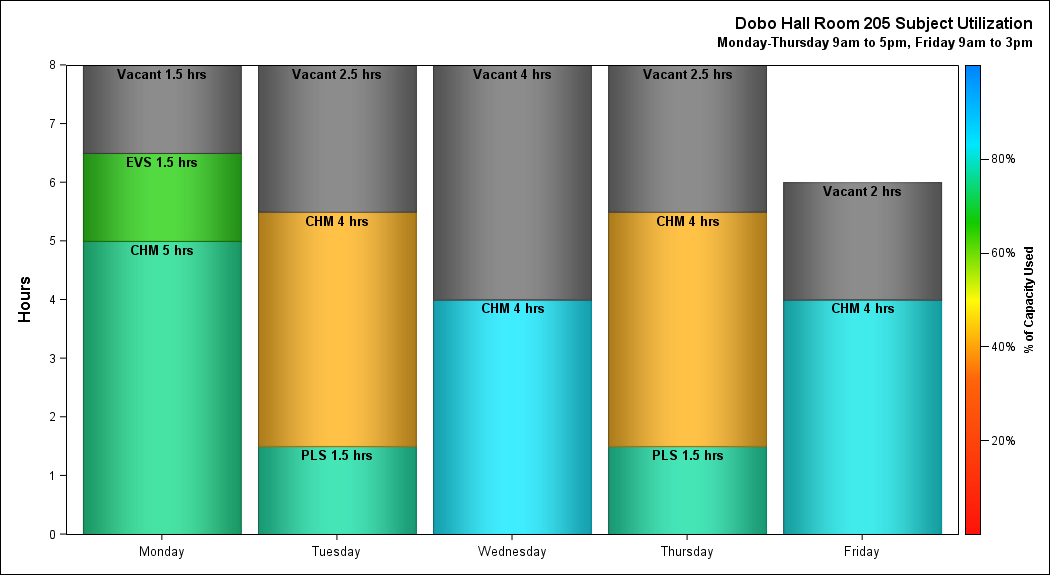 Dobo Hall Room 205 Subject Utilization
Monday-Thursday 9am to 5pm, Friday 9am to 3pm
Hours
8
7
6
5
4
3
2
1
0
Vacant 1.5 hrs
EVS 1.5 hrs
CHM 5 hrs
Vacant 2.5 hrs
CHM 4 hrs
PLS 1.5 hrs
Vacant 4 hrs
CHM 4 hrs
Vacant 2.5 hrs
CHM 4 hrs
PLS 1.5 hrs
Vacant 2 hrs
CHM 4 hrs
Monday
Tuesday
Wednesday
Thursday
Friday
80%
60%
40%
20%
% of Capacity Used